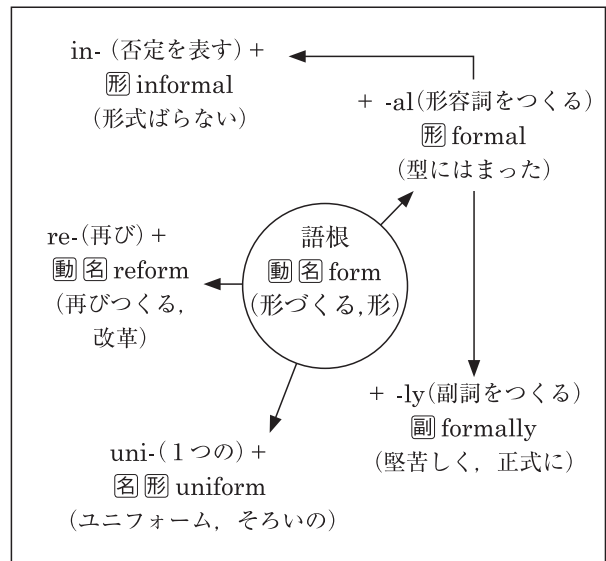 in- (否定を表す) +
形 informal
(形式ばらない)
+ -al(形容詞をつくる)
形 formal
(型にはまった)
語根
動 名 form
(形づくる, 形)
re-(再び) +
動 名 reform
(再びつくる,
改革)
+ -ly(副詞をつくる)
副 formally
(堅苦しく, 正式に)
uni-(1つの) +
名 形 uniform
(ユニフォーム, そろいの)